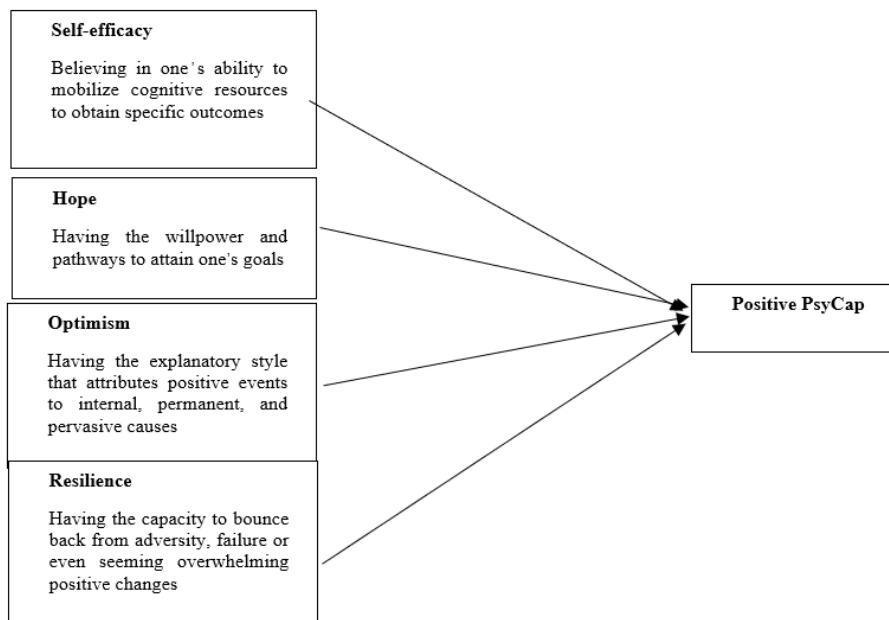 Self-efficacy
Believing in one's ability to
mobilize cognitive resources
to obtain specific outcomes
Hope
Having the willpower and
pathways to attain one's goals
Optimism
Having the explanatory style
that attributes positive events
to internal, permanent, and
pervasive causes
Resilience
Having the capacity to bounce
back from adversity, failure or
even seeming overwhelming
positive changes
Positive PsyCap